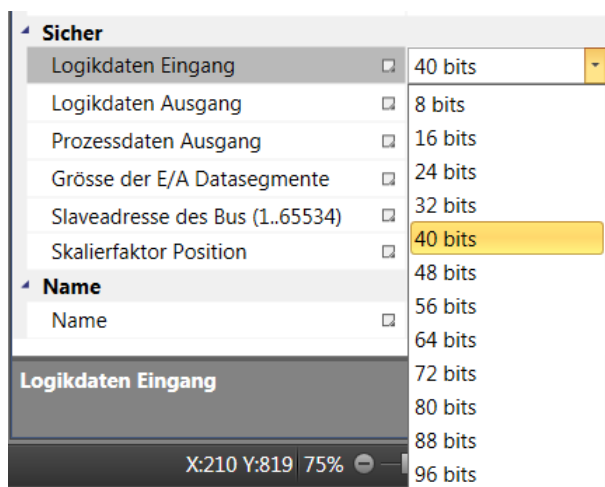 Sicher
Logikdaten Eingang 40 bits
Logikdaten Ausgang 8 bits
Prozessdaten Ausgang 16 bits
Grösse der E/A Datasegmente 24 bits
Slaveadresse des Bus (1..65534) 32 bits
Skalierfaktor Position 40 bits
Name 48 bits
Name 56 bits
64 bits
Logikdaten Eingang 72 bits
80 bits
88 bits
X:210 Y:819 75% 96 bits